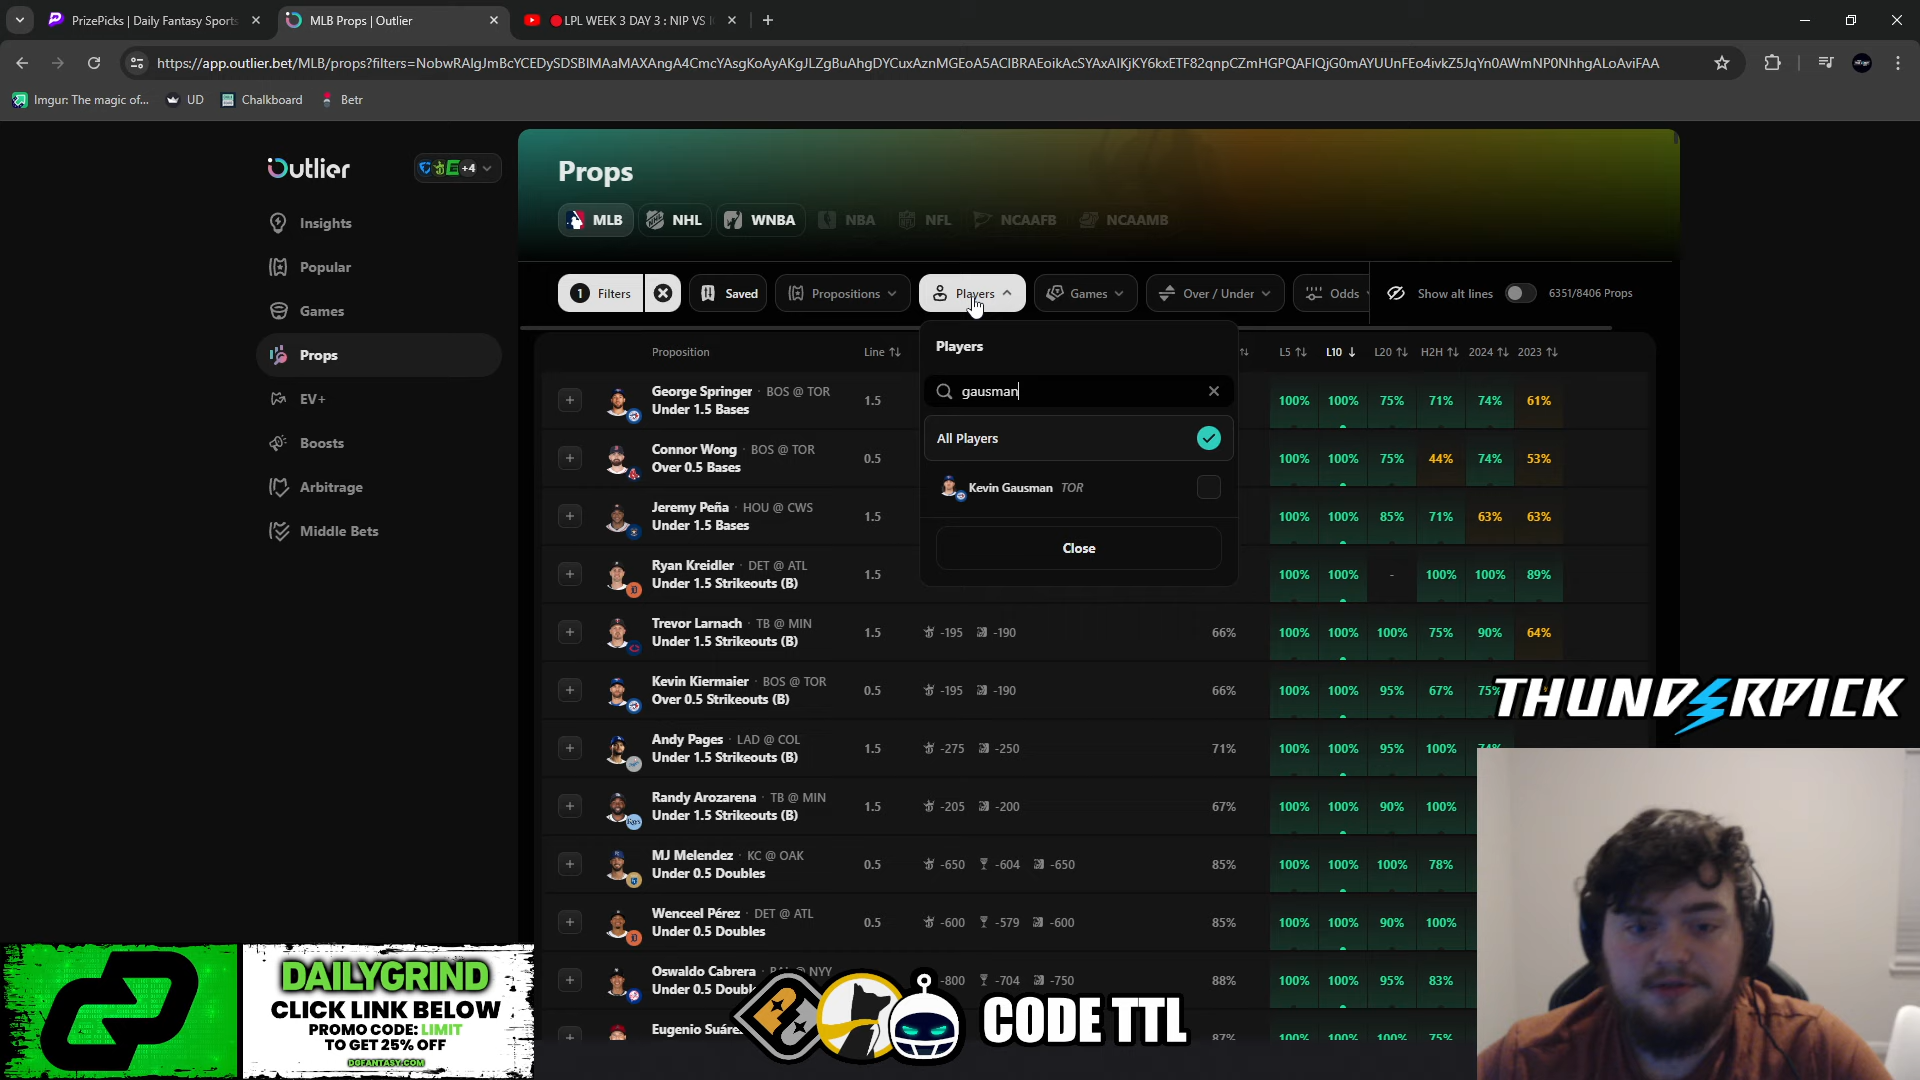 PrizePicks | Daily Fantasy Sports
MLB Props | Outlier
LPL WEEK 3 DAY 3 : NIP VS
https://app.outlier.bet/MLB/props?filters=NobwRAlgJmBcYCEDySDSBIMAaMAXAngA4CmcYAsgKoAyAKgJLZgBuAhgDYCuxAznMGEoA5ACIBRAEoikAcSYAxAIKjKY6kxETF82qnpCZmHGPQAFIQjG0mAYUUnFEo4ivkZ5JqYn0AWmNP0NhhgALoAviFAA
Imgur: The magic of...
UD
Chalkboard
Betr
Outlier
+4
Insights
Popular
Games
Props
EV+
Boosts
Arbitrage
Middle Bets
Props
MLB
NHL
WNBA
NBA
NFL
NCAAFB
NCAAMB
1 Filters
Saved
Propositions
Players
Games
Over / Under
Odds
Show alt lines
6351/8406 Props
Proposition
Line
L5
L10
L20
H2H
2024
2023
Players
gausman
All Players
Kevin Gausman TOR
Close
George Springer · BOS @ TOR
Under 1.5 Bases
1.5
100% 100% 75% 71% 74% 61%
Connor Wong · BOS @ TOR
Over 0.5 Bases
0.5
100% 100% 75% 44% 74% 53%
Jeremy Peña · HOU @ CWS
Under 1.5 Bases
1.5
100% 100% 85% 71% 63% 63%
Ryan Kreidler · DET @ ATL
Under 1.5 Strikeouts (B)
1.5
100% 100% - 100% 100% 89%
Trevor Larnach · TB @ MIN
Under 1.5 Strikeouts (B)
1.5 -195 -190 66%
100% 100% 100% 75% 90% 64%
Kevin Kiermaier · BOS @ TOR
Over 0.5 Strikeouts (B)
0.5 -195 -190 66%
100% 100% 95% 67% 75%
Andy Pages · LAD @ COL
Under 1.5 Strikeouts (B)
1.5 -275 -250 71%
100% 100% 95% 100% 74%
Randy Arozarena · TB @ MIN
Under 1.5 Strikeouts (B)
1.5 -205 -200 67%
100% 100% 90% 100%
MJ Melendez · KC @ OAK
Under 0.5 Doubles
0.5 -650 -604 -650 85%
100% 100% 100% 78%
Wenceel Pérez · DET @ ATL
Under 0.5 Doubles
0.5 -600 -579 -600 85%
100% 100% 90% 100%
Oswaldo Cabrera
Under 0.5
-800 -704 -750 88%
100% 100% 95% 83%
Eugenio
87%
100% 100% 100% 75%
THUNDERPICK
DAILYGRIND
CLICK LINK BELOW
PROMO CODE: LIMIT
TO GET 25% OFF
DGFANTASY.COM
CODE TTL